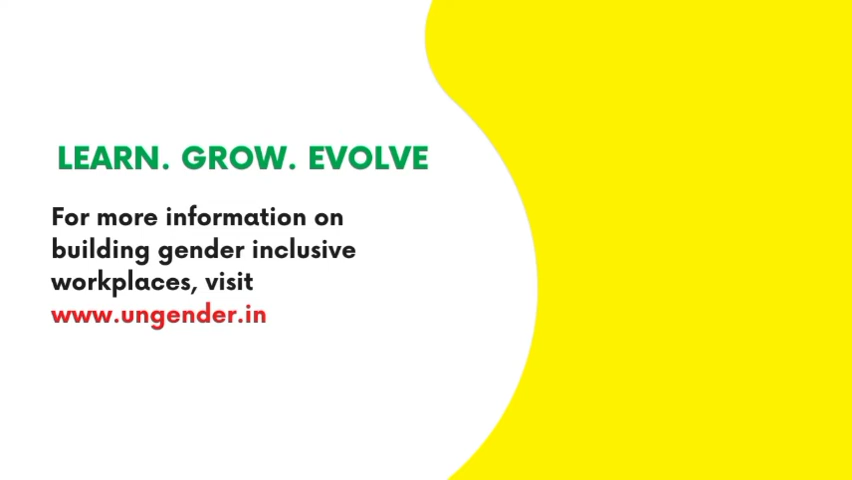 LEARN. GROW. EVOLVE
For more information on
building gender inclusive
workplaces, visit
www.ungender.in